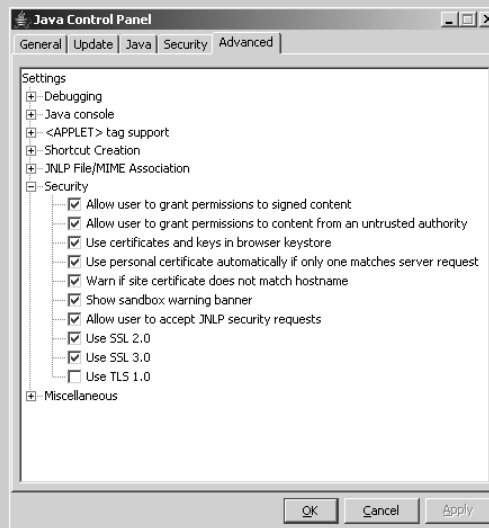 Java Control Panel
General Update Java Security Advanced
Settings
Debugging
Java console
<APPLET> tag support
Shortcut Creation
JNLP File/MIME Association
Security
Allow user to grant permissions to signed content
Allow user to grant permissions to content from an untrusted authority
Use certificates and keys in browser keystore
Use personal certificate automatically if only one matches server request
Warn if site certificate does not match hostname
Show sandbox warning banner
Allow user to accept JNLP security requests
Use SSL 2.0
Use SSL 3.0
Use TLS 1.0
Miscellaneous
OK Cancel Apply